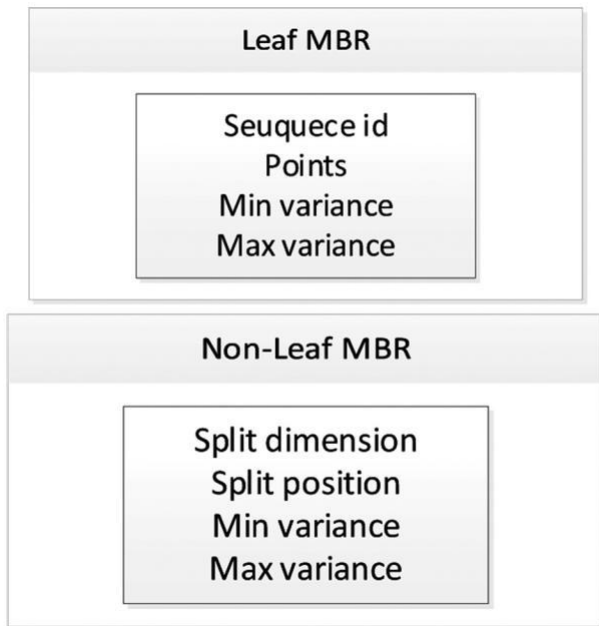 Leaf MBR
Seuquece id
Points
Min variance
Max variance
Non-Leaf MBR
Split dimension
Split position
Min variance
Max variance